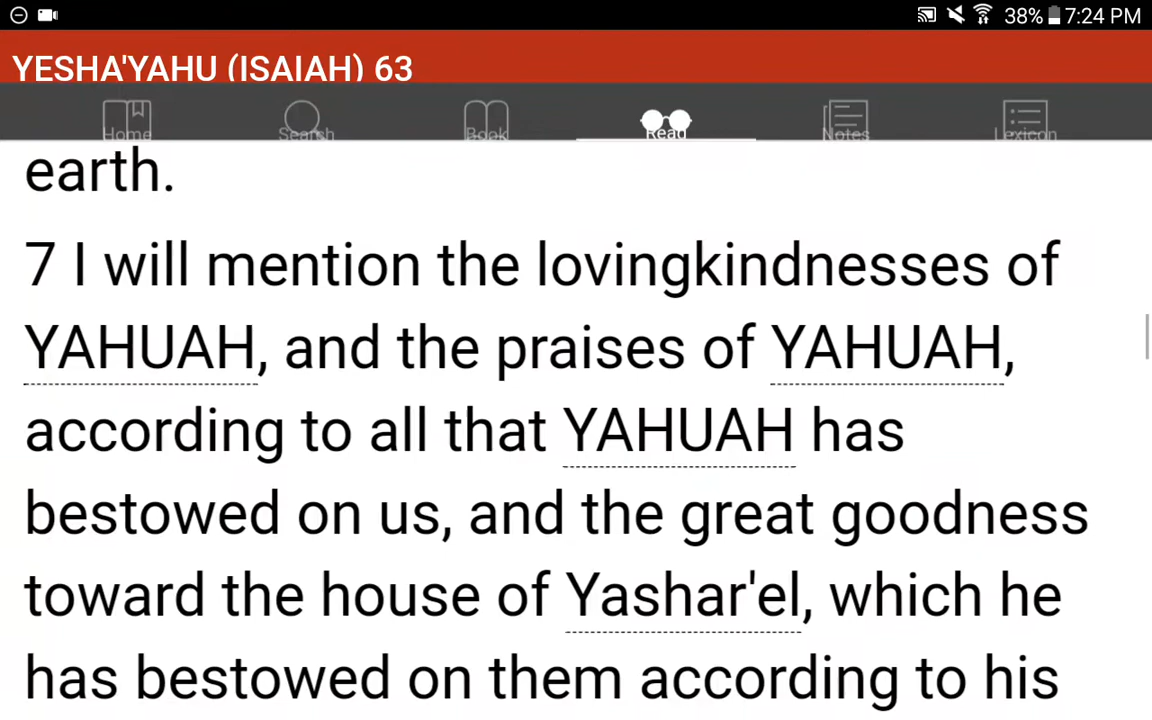 38% 7:24 PM
YESHA'YAHU (ISAIAH) 63
Home Search Book Read Notes Lexicon
earth.
7 I will mention the lovingkindnesses of
YAHUAH, and the praises of YAHUAH,
according to all that YAHUAH has
bestowed on us, and the great goodness
toward the house of Yashar'el, which he
has bestowed on them according to his